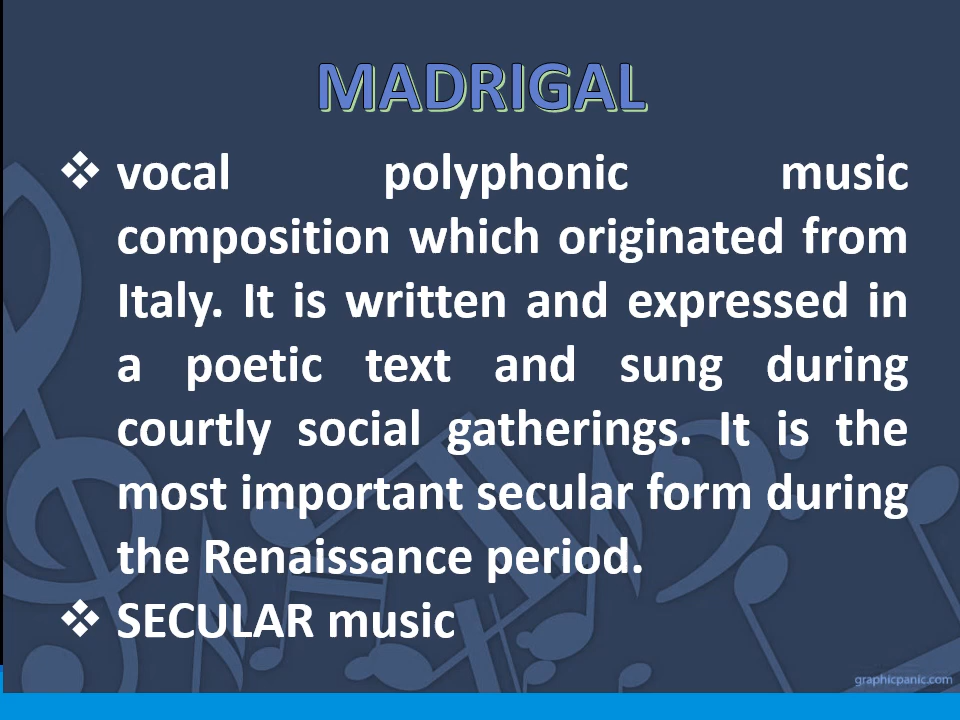 MADRIGAL
❖ vocal polyphonic music
composition which originated from
Italy. It is written and expressed in
a poetic text and sung during
courtly social gatherings. It is the
most important secular form during
the Renaissance period.
❖ SECULAR music
graphicpanic.com